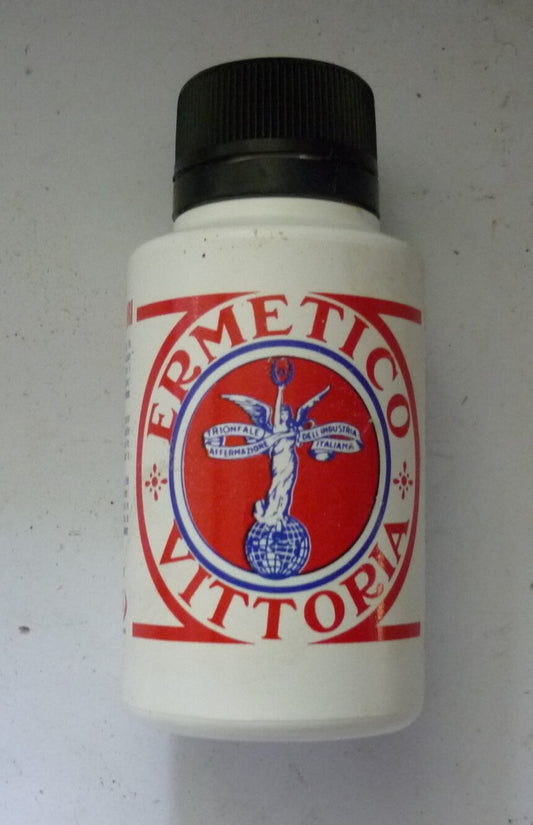 ERMETICO
TRIONFALE
AFFERMAZIONE
DELL'INDUSTRIA
ITALIANA
VITTORIA